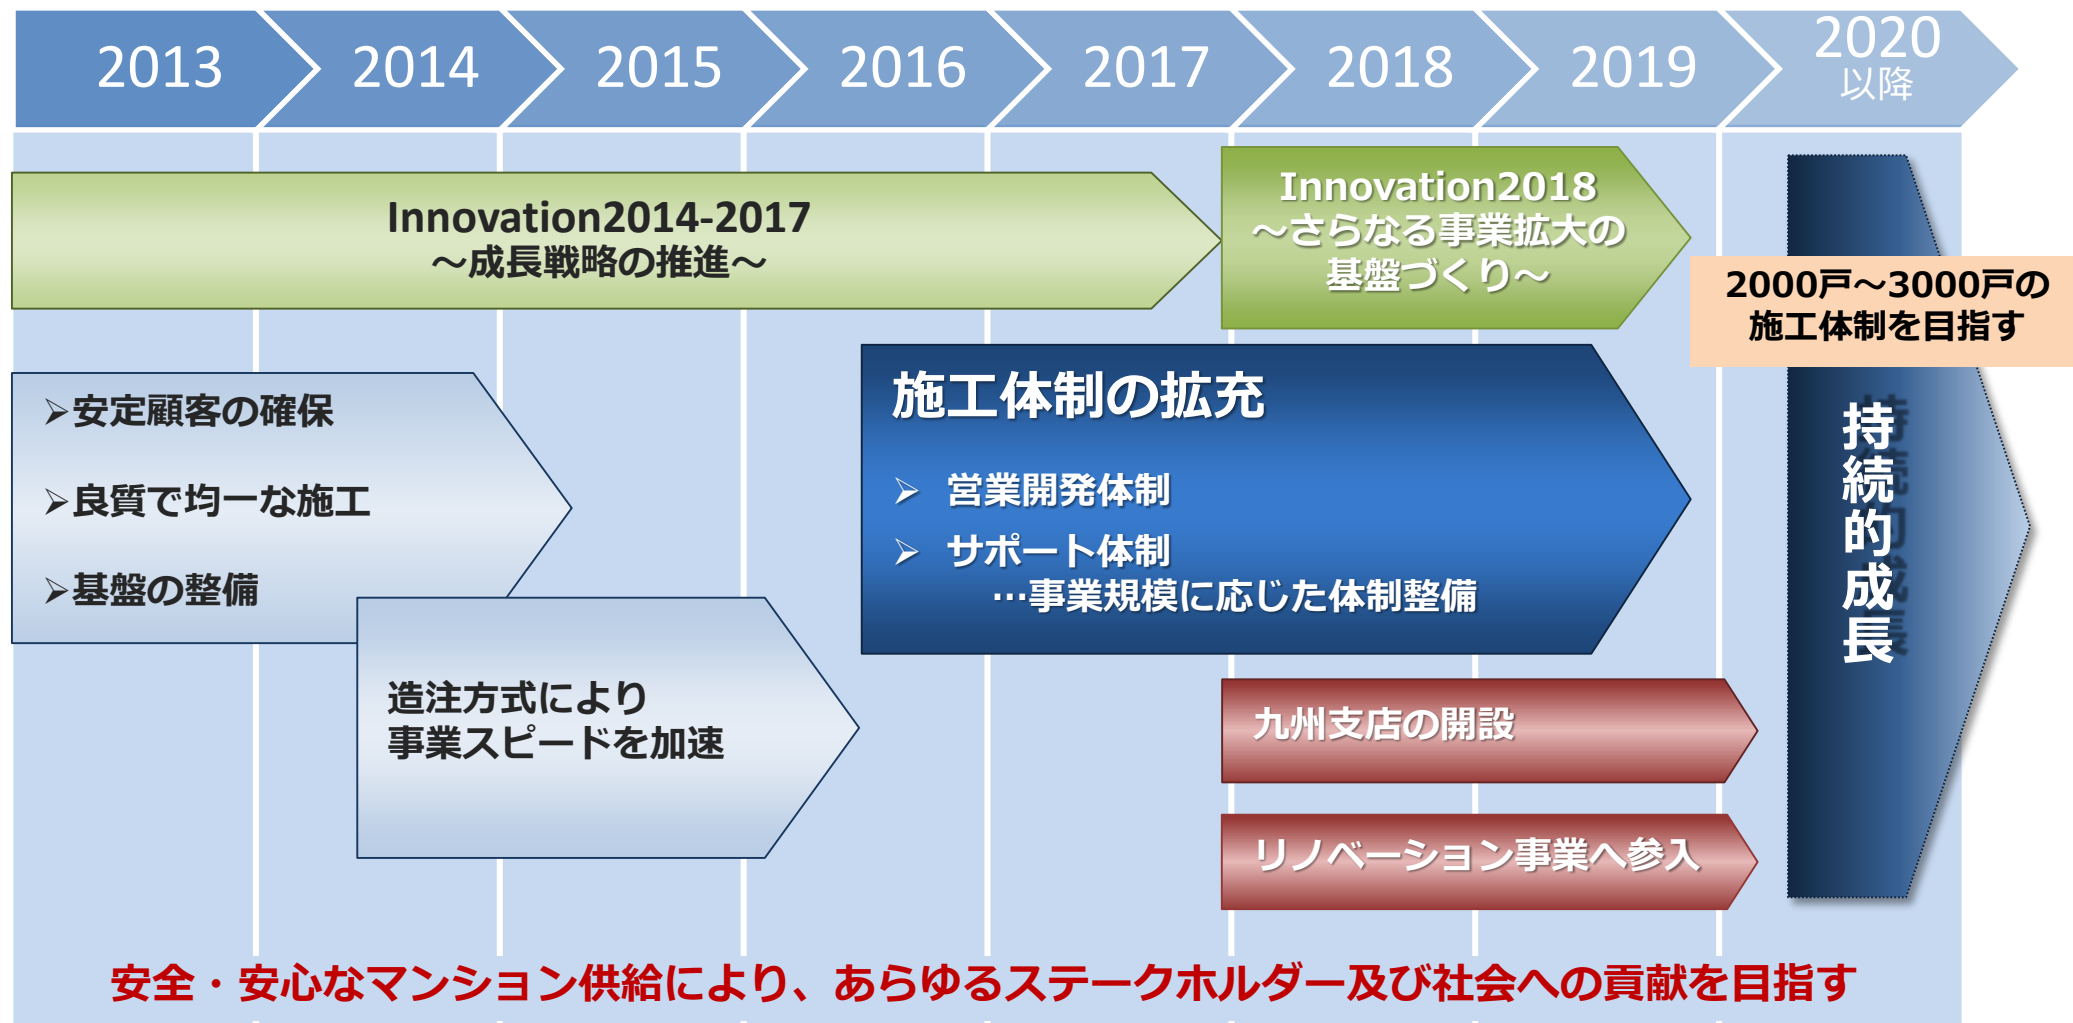 2013
2014
2015
2016
2017
2018
2019
2020
以降
Innovation2014-2017
～成長戦略の推進～
Innovation2018
～さらなる事業拡大の
基盤づくり～
2000戸～3000戸の
施工体制を目指す
➢安定顧客の確保
➢良質で均一な施工
➢基盤の整備
造注方式により
事業スピードを加速
施工体制の拡充
➢ 営業開発体制
➢ サポート体制
…事業規模に応じた体制整備
九州支店の開設
リノベーション事業へ参入
持続的成長
安全・安心なマンション供給により、あらゆるステークホルダー及び社会への貢献を目指す